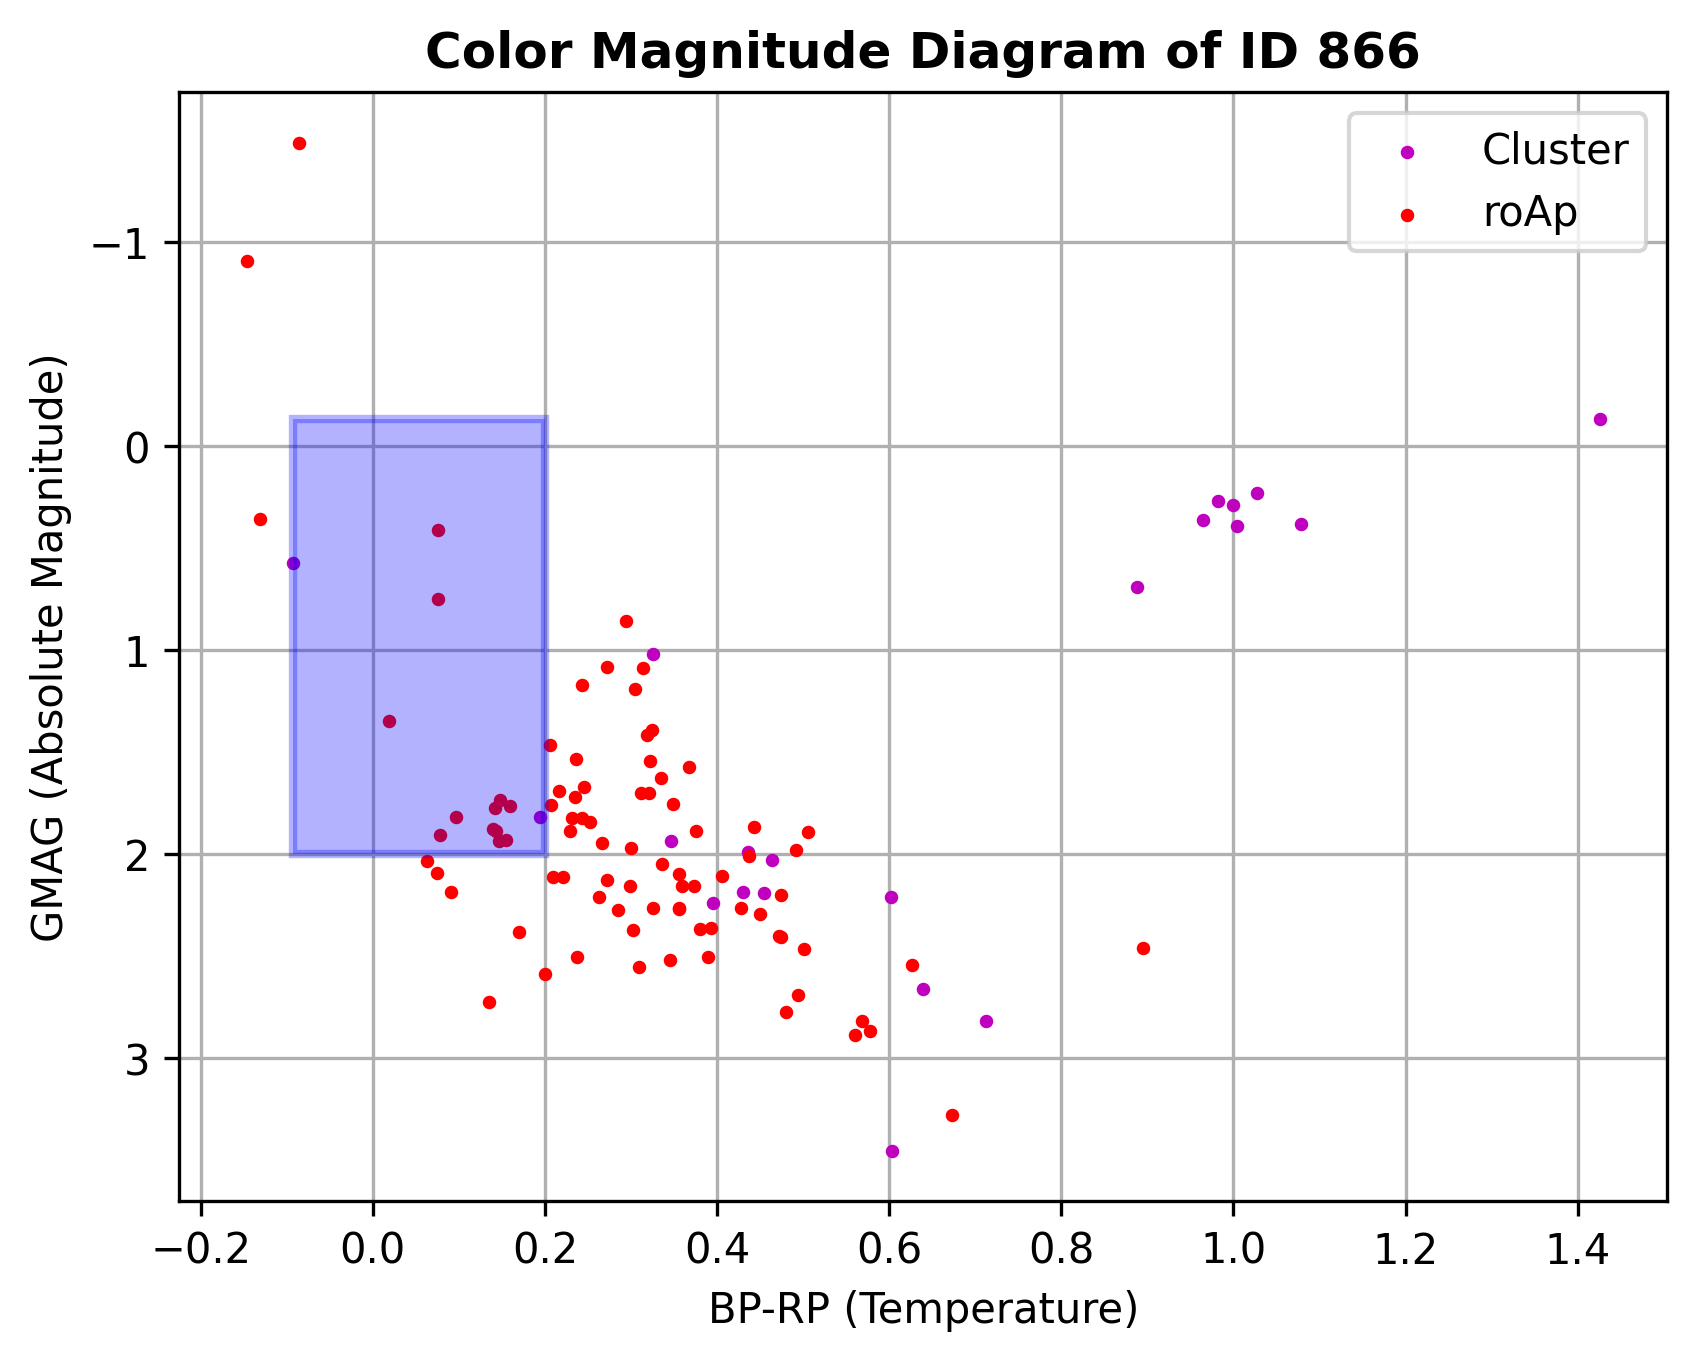 Color Magnitude Diagram of ID 866
Cluster
roAp
GMAG (Absolute Magnitude)
−1
0
1
2
3
−0.2 0.0 0.2 0.4 0.6 0.8 1.0 1.2 1.4
BP-RP (Temperature)